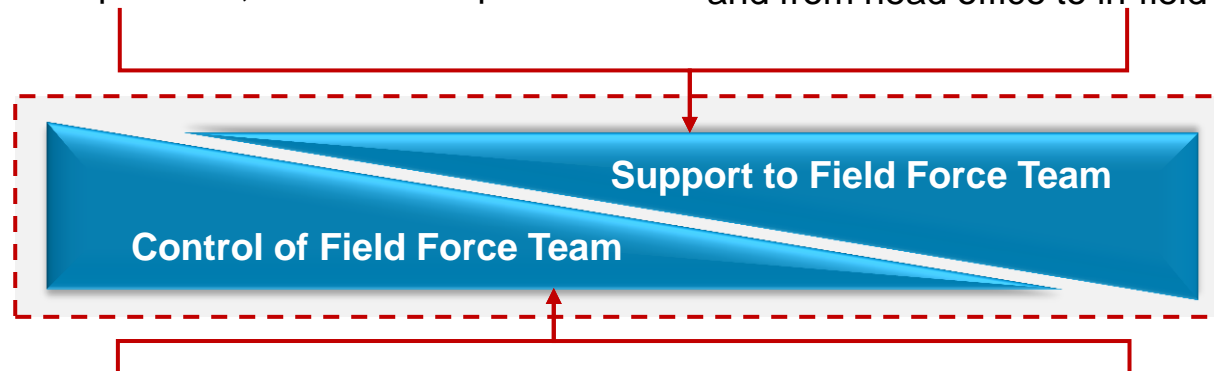 and from head office to in-field
Support to Field Force Team
Control of Field Force Team